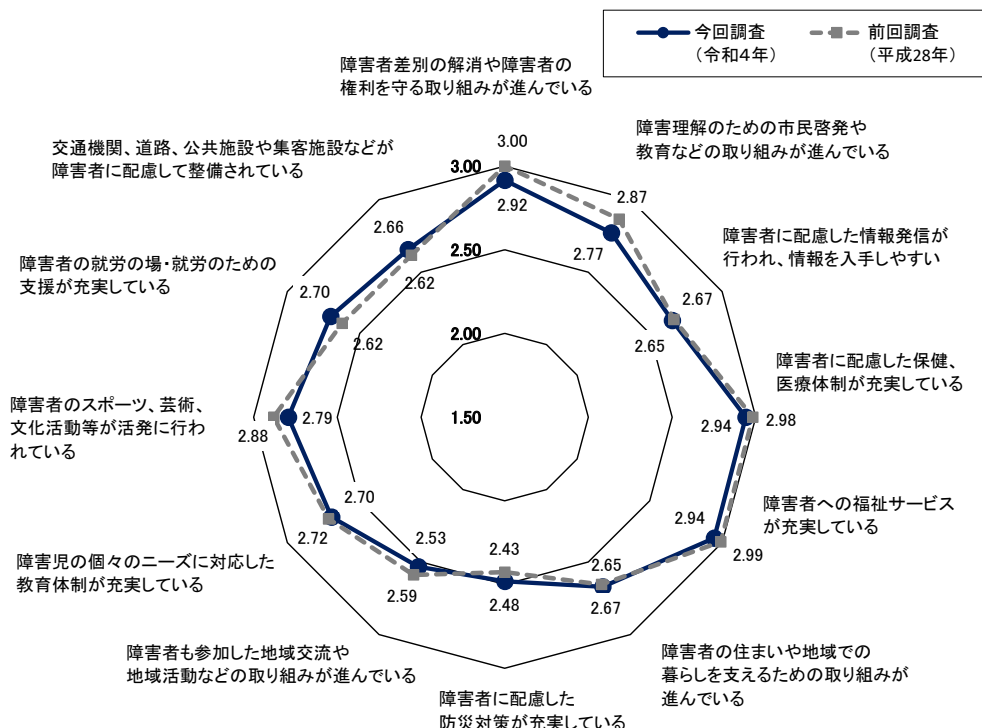 今回調査
(令和4年)
前回調査
(平成28年)
障害者差別の解消や障害者の
権利を守る取り組みが進んでいる
障害理解のための市民啓発や
教育などの取り組みが進んでいる
障害者に配慮した情報発信が
行われ、情報を入手しやすい
障害者に配慮した保健、
医療体制が充実している
障害者への福祉サービス
が充実している
障害者の住まいや地域での
暮らしを支えるための取り組みが
進んでいる
障害者に配慮した
防災対策が充実している
障害者も参加した地域交流や
地域活動などの取り組みが進んでいる
障害児の個々のニーズに対応した
教育体制が充実している
障害者のスポーツ、芸術、
文化活動等が活発に行わ
れている
障害者の就労の場・就労のための
支援が充実している
交通機関、道路、公共施設や集客施設などが
障害者に配慮して整備されている
3.00
2.50
2.00
1.50
3.00
2.92
2.87
2.77
2.67
2.65
2.94
2.98
2.94
2.99
2.65
2.67
2.43
2.48
2.53
2.59
2.70
2.72
2.79
2.88
2.70
2.62
2.66
2.62